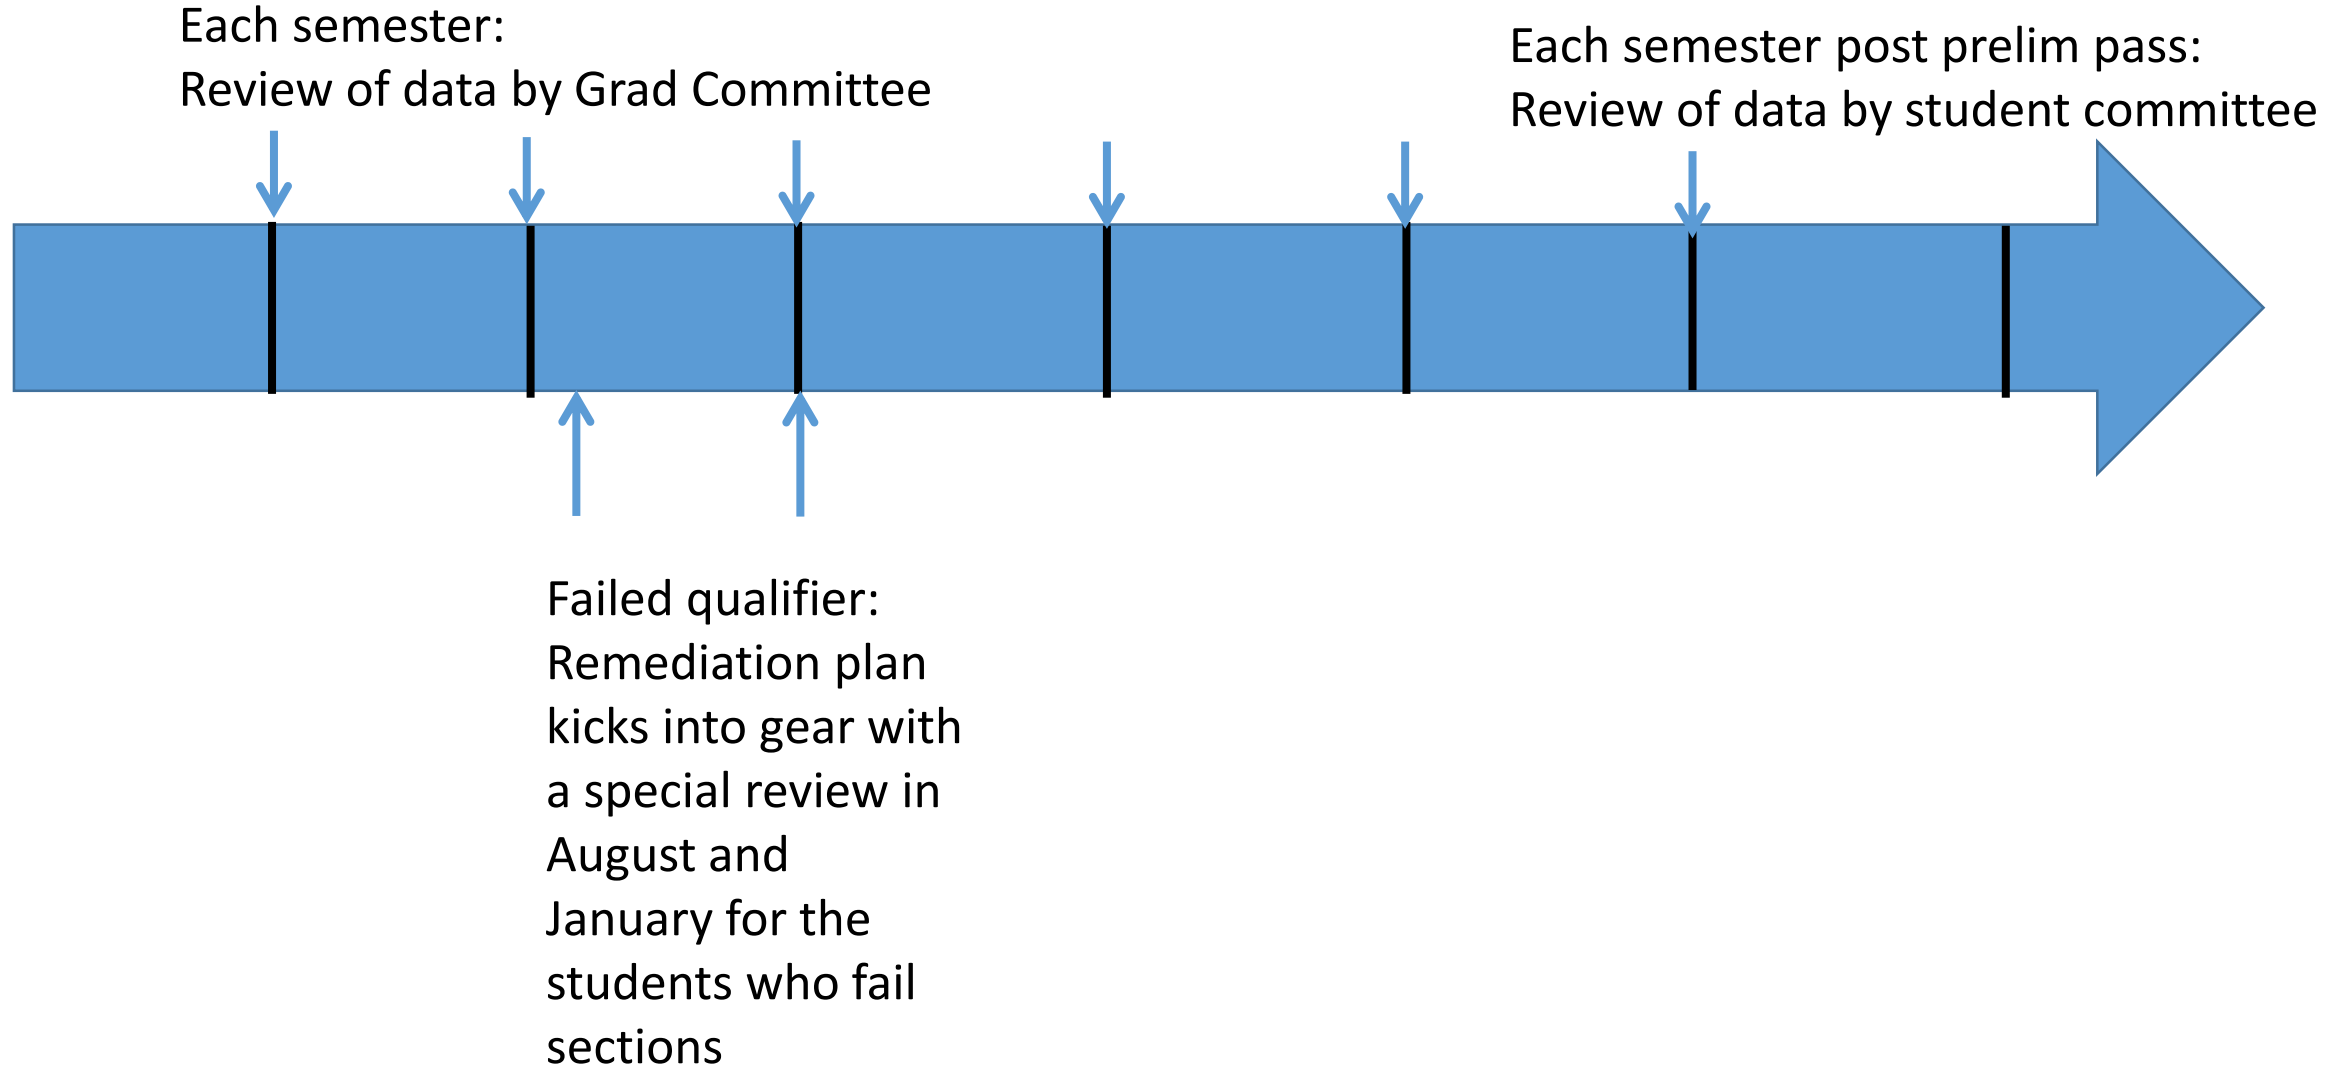 Each semester:
Review of data by Grad Committee
Each semester post prelim pass:
Review of data by student committee
Failed qualifier:
Remediation plan
kicks into gear with
a special review in
August and
January for the
students who fail
sections